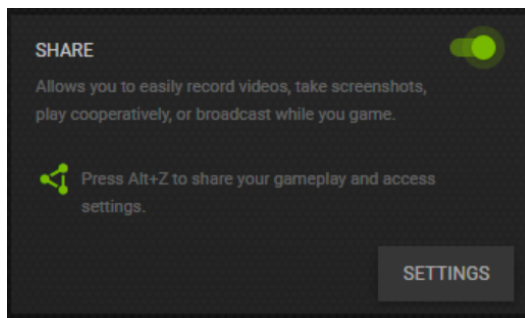 SHARE
Allows you to easily record videos, take screenshots,
play cooperatively, or broadcast while you game.
Press Alt+Z to share your gameplay and access
settings.
SETTINGS